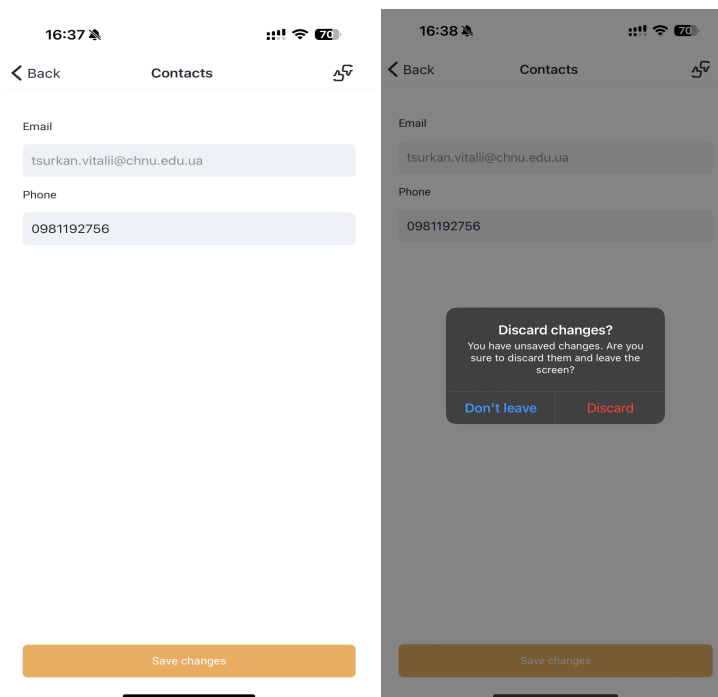 16:37
70
Back
Contacts
Email
tsurkan.vitalii@chnu.edu.ua
Phone
0981192756
Save changes
16:38
70
Back
Contacts
Email
tsurkan.vitalii@chnu.edu.ua
Phone
0981192756
Discard changes?
You have unsaved changes. Are you
sure to discard them and leave the
screen?
Don't leave
Discard
Save changes